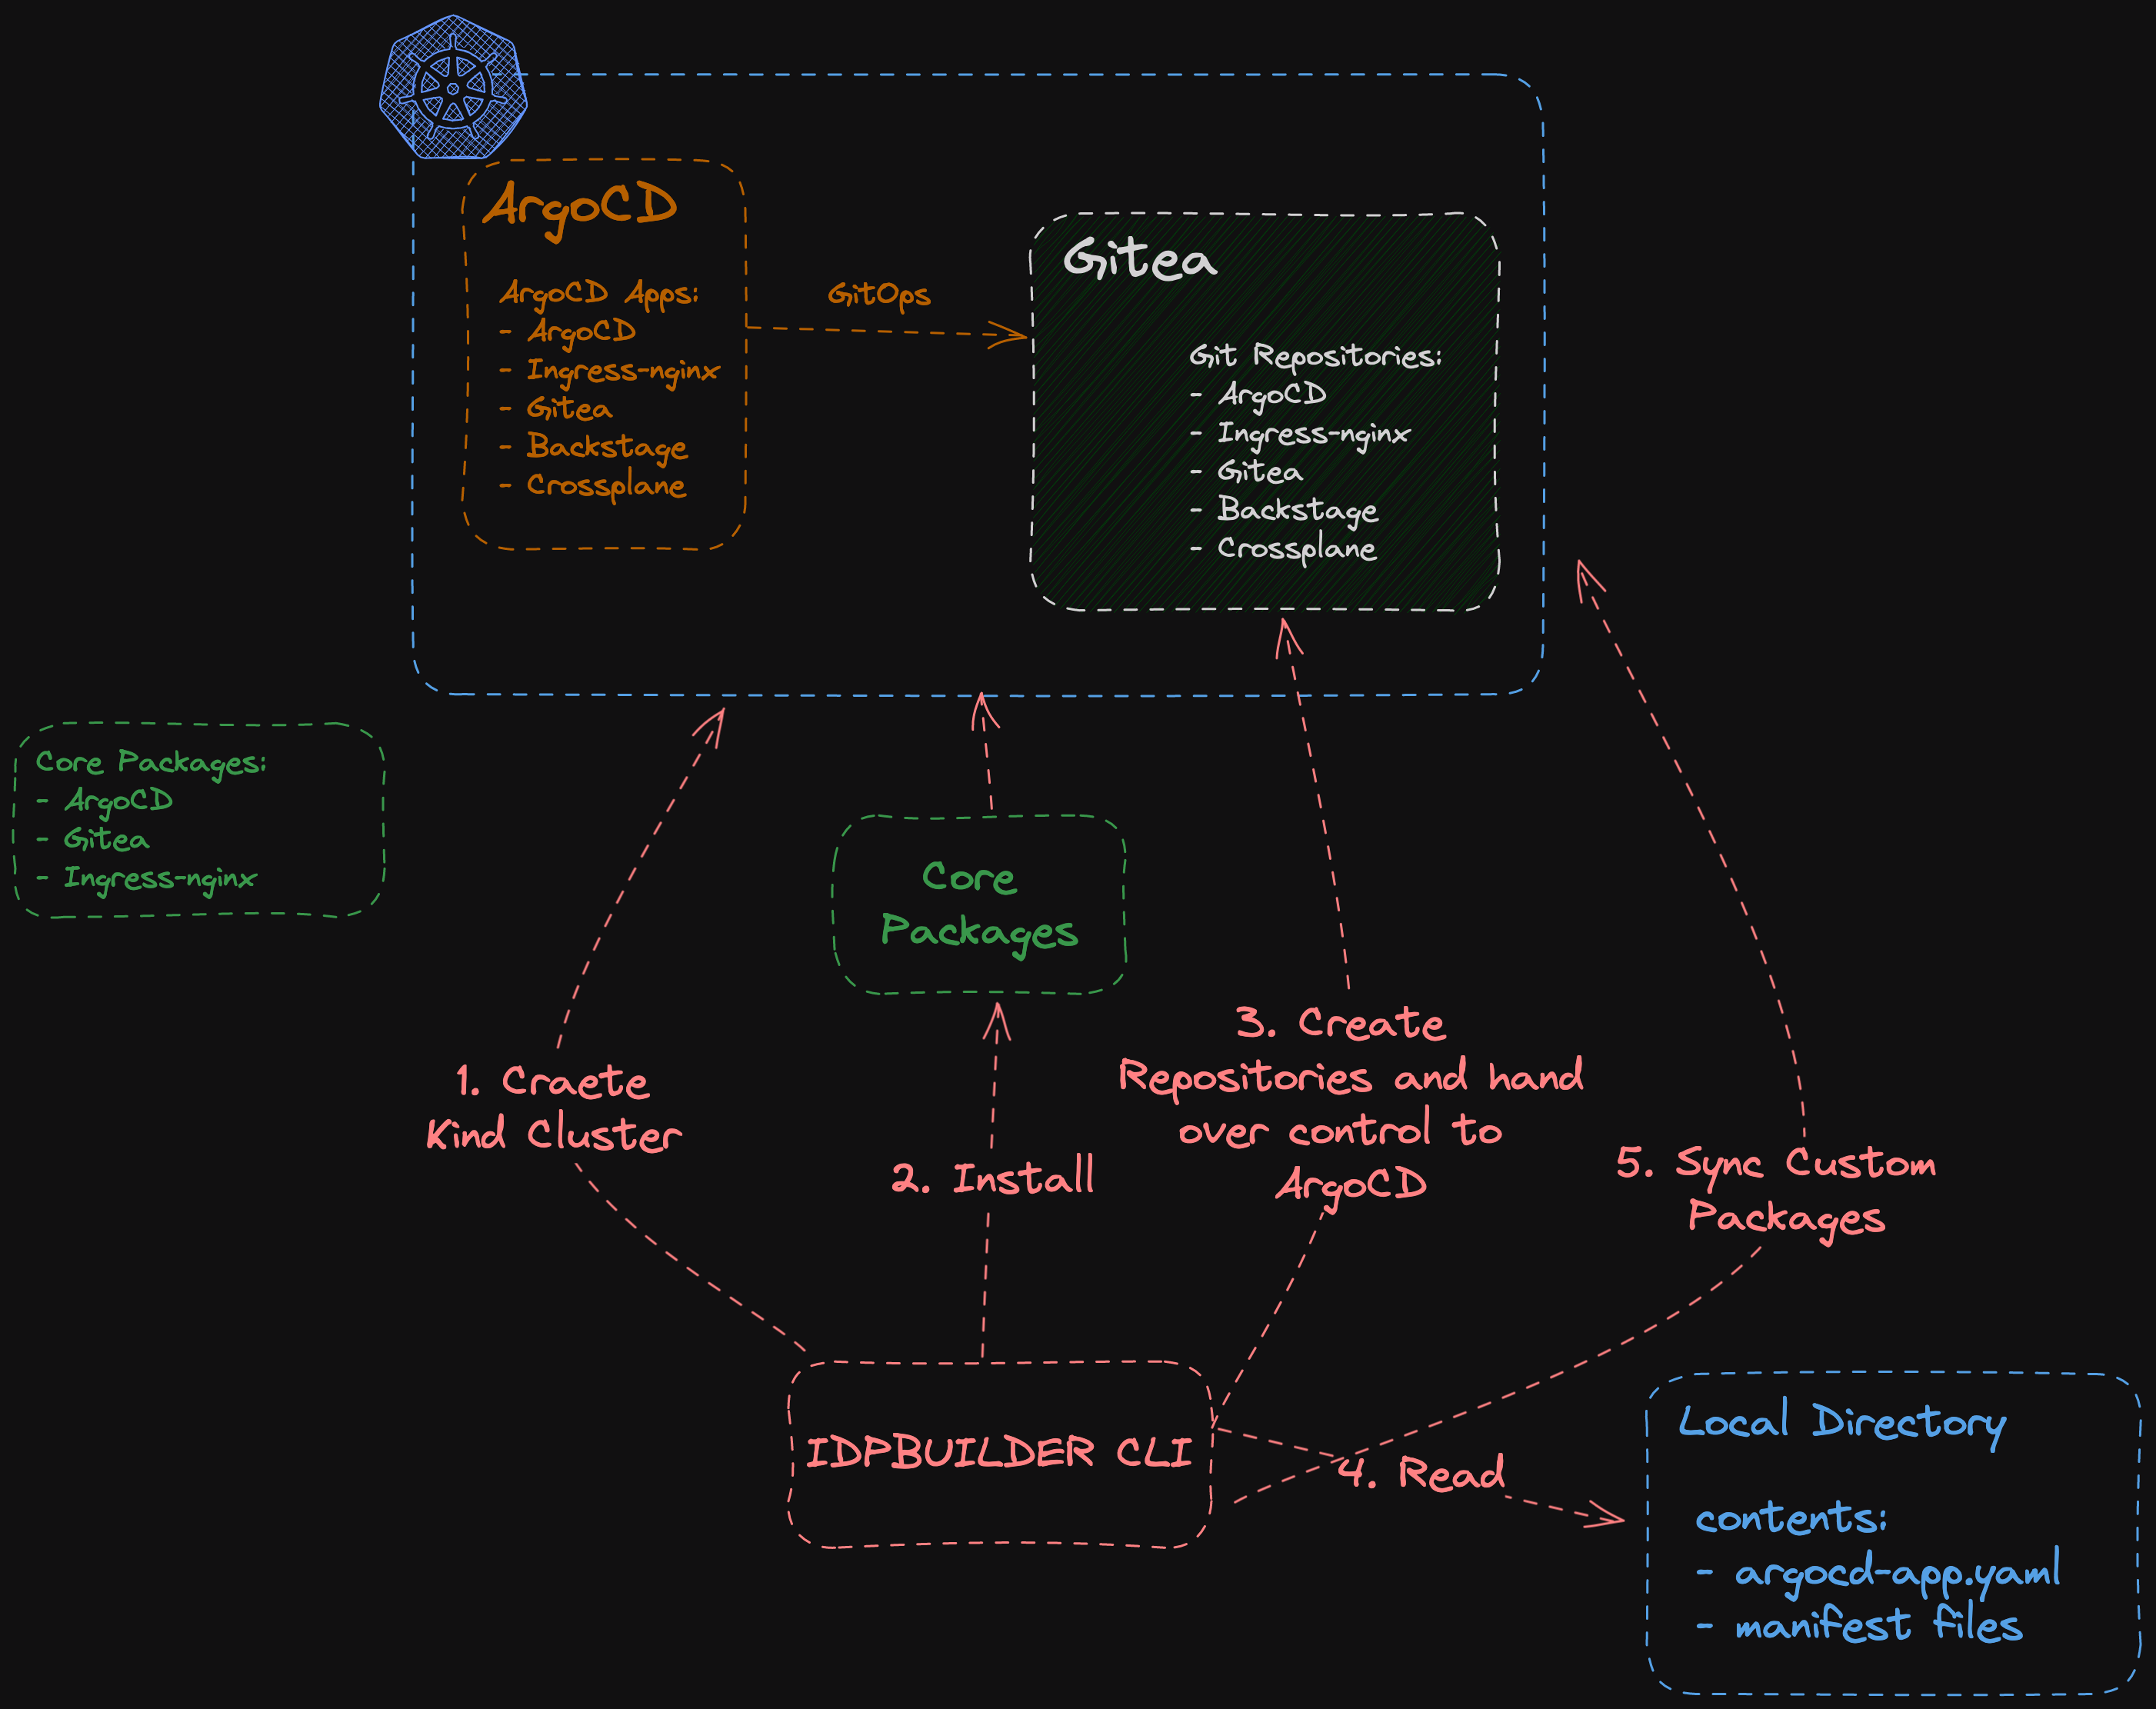 ArgoCD
ArgoCD Apps:
- ArgoCD
- Ingress-nginx
- Gitea
- Backstage
- Crossplane
GitOps
Gitea
Git Repositories:
- ArgoCD
- Ingress-nginx
- Gitea
- Backstage
- Crossplane
Core Packages:
- ArgoCD
- Gitea
- Ingress-nginx
Core
Packages
1. Craete
Kind Cluster
2. Install
3. Create
Repositories and hand
over control to
ArgoCD
5. Sync Custom
Packages
IDPBUILDER CLI
4. Read
Local Directory
contents:
- argocd-app.yaml
- manifest files